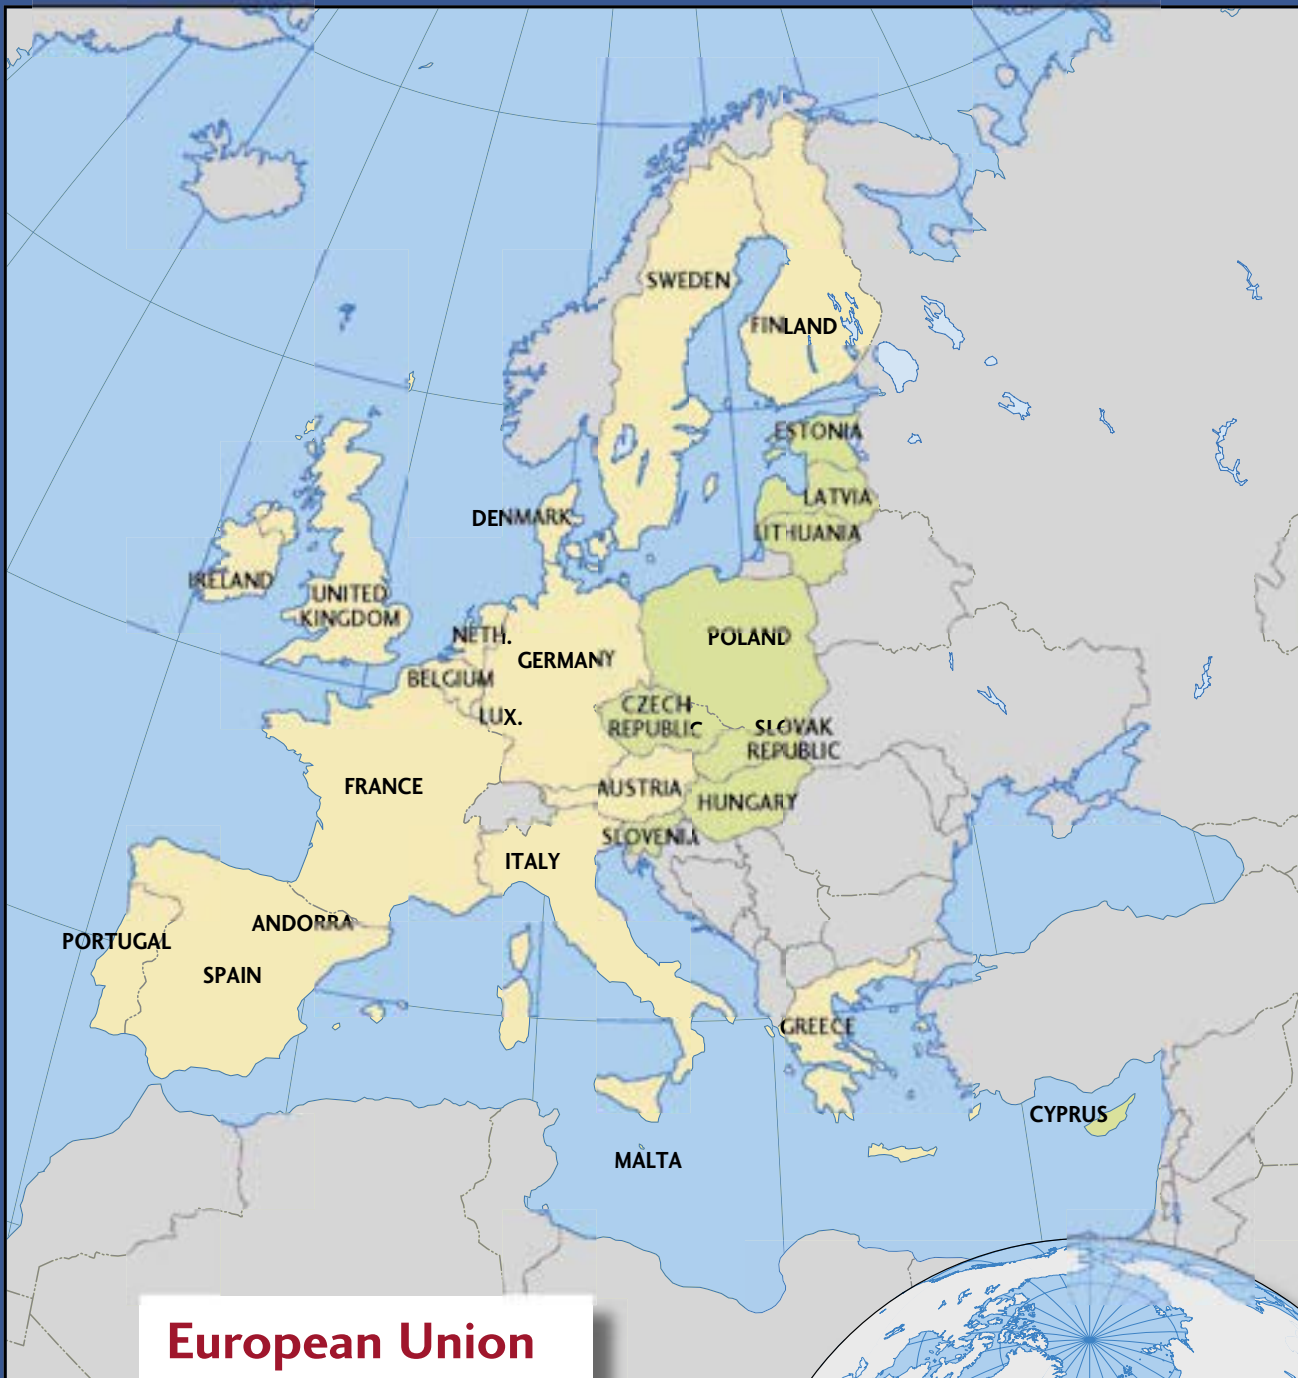 SWEDEN
FINLAND
ESTONIA
LATVIA
LITHUANIA
DENMARK
IRELAND
UNITED
KINGDOM
NETH.
POLAND
GERMANY
BELGIUM
LUX.
CZECH
REPUBLIC
SLOVAK
REPUBLIC
FRANCE
AUSTRIA
HUNGARY
SLOVENIA
ITALY
ANDORRA
PORTUGAL
SPAIN
GREECE
CYPRUS
MALTA
European Union